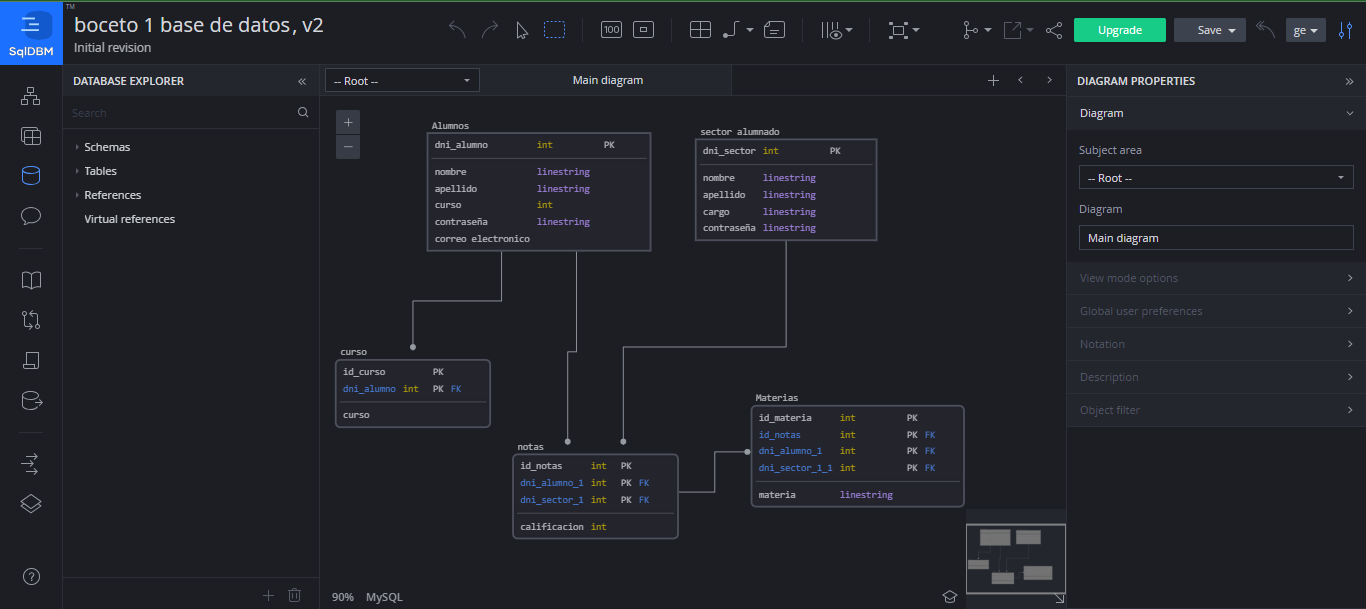 TM
boceto 1 base de datos, v2
Initial revision
SqlDBM
100
Upgrade
Save
ge
DATABASE EXPLORER
-- Root --
Main diagram
DIAGRAM PROPERTIES
Search
Schemas
Tables
References
Virtual references
Alumnos
dni_alumno int PK
nombre linestring
apellido linestring
curso int
contraseña linestring
correo electronico
sector alumnado
dni_sector int PK
nombre linestring
apellido linestring
cargo linestring
contraseña linestring
curso
id_curso PK
dni_alumno int PK FK
curso
notas
id_notas int PK
dni_alumno_1 int PK FK
dni_sector_1 int PK FK
calificacion int
Materias
id_materia int PK
id_notas int PK FK
dni_alumno_1 int PK FK
dni_sector_1_1 int PK FK
materia linestring
Diagram
Subject area
-- Root --
Diagram
Main diagram
View mode options
Global user preferences
Notation
Description
Object filter
90% MySQL